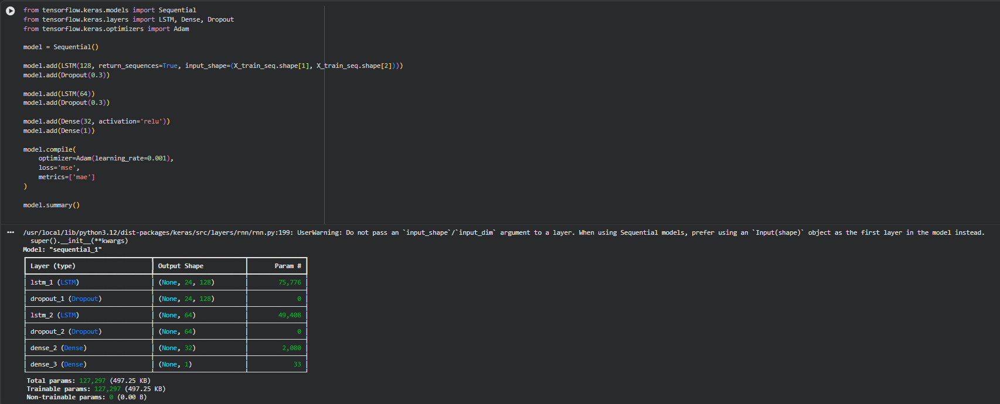 from tensorflow.keras.models import Sequential
from tensorflow.keras.layers import LSTM, Dense, Dropout
from tensorflow.keras.optimizers import Adam
model = Sequential()
model.add(LSTM(128, return_sequences=True, input_shape=(X_train_seq.shape[1], X_train_seq.shape[2])))
model.add(Dropout(0.3))
model.add(LSTM(64))
model.add(Dropout(0.3))
model.add(Dense(32, activation='relu'))
model.add(Dense(1))
model.compile(
    optimizer=Adam(learning_rate=0.001),
    loss='mse',
    metrics=['mae']
)
model.summary()
/usr/local/lib/python3.12/dist-packages/keras/src/layers/rnn/rnn.py:199: UserWarning: Do not pass an `input_shape`/`input_dim` argument to a layer. When using Sequential models, prefer using an `Input(shape)` object as the first layer in the model instead.
  super().__init__(**kwargs)
Model: "sequential_1"
Layer (type) Output Shape Param #
lstm_1 (LSTM) (None, 24, 128) 75,776
dropout_1 (Dropout) (None, 24, 128) 0
lstm_2 (LSTM) (None, 64) 49,408
dropout_2 (Dropout) (None, 64) 0
dense_2 (Dense) (None, 32) 2,080
dense_3 (Dense) (None, 1) 33
Total params: 127,297 (497.25 KB)
Trainable params: 127,297 (497.25 KB)
Non-trainable params: 0 (0.00 B)